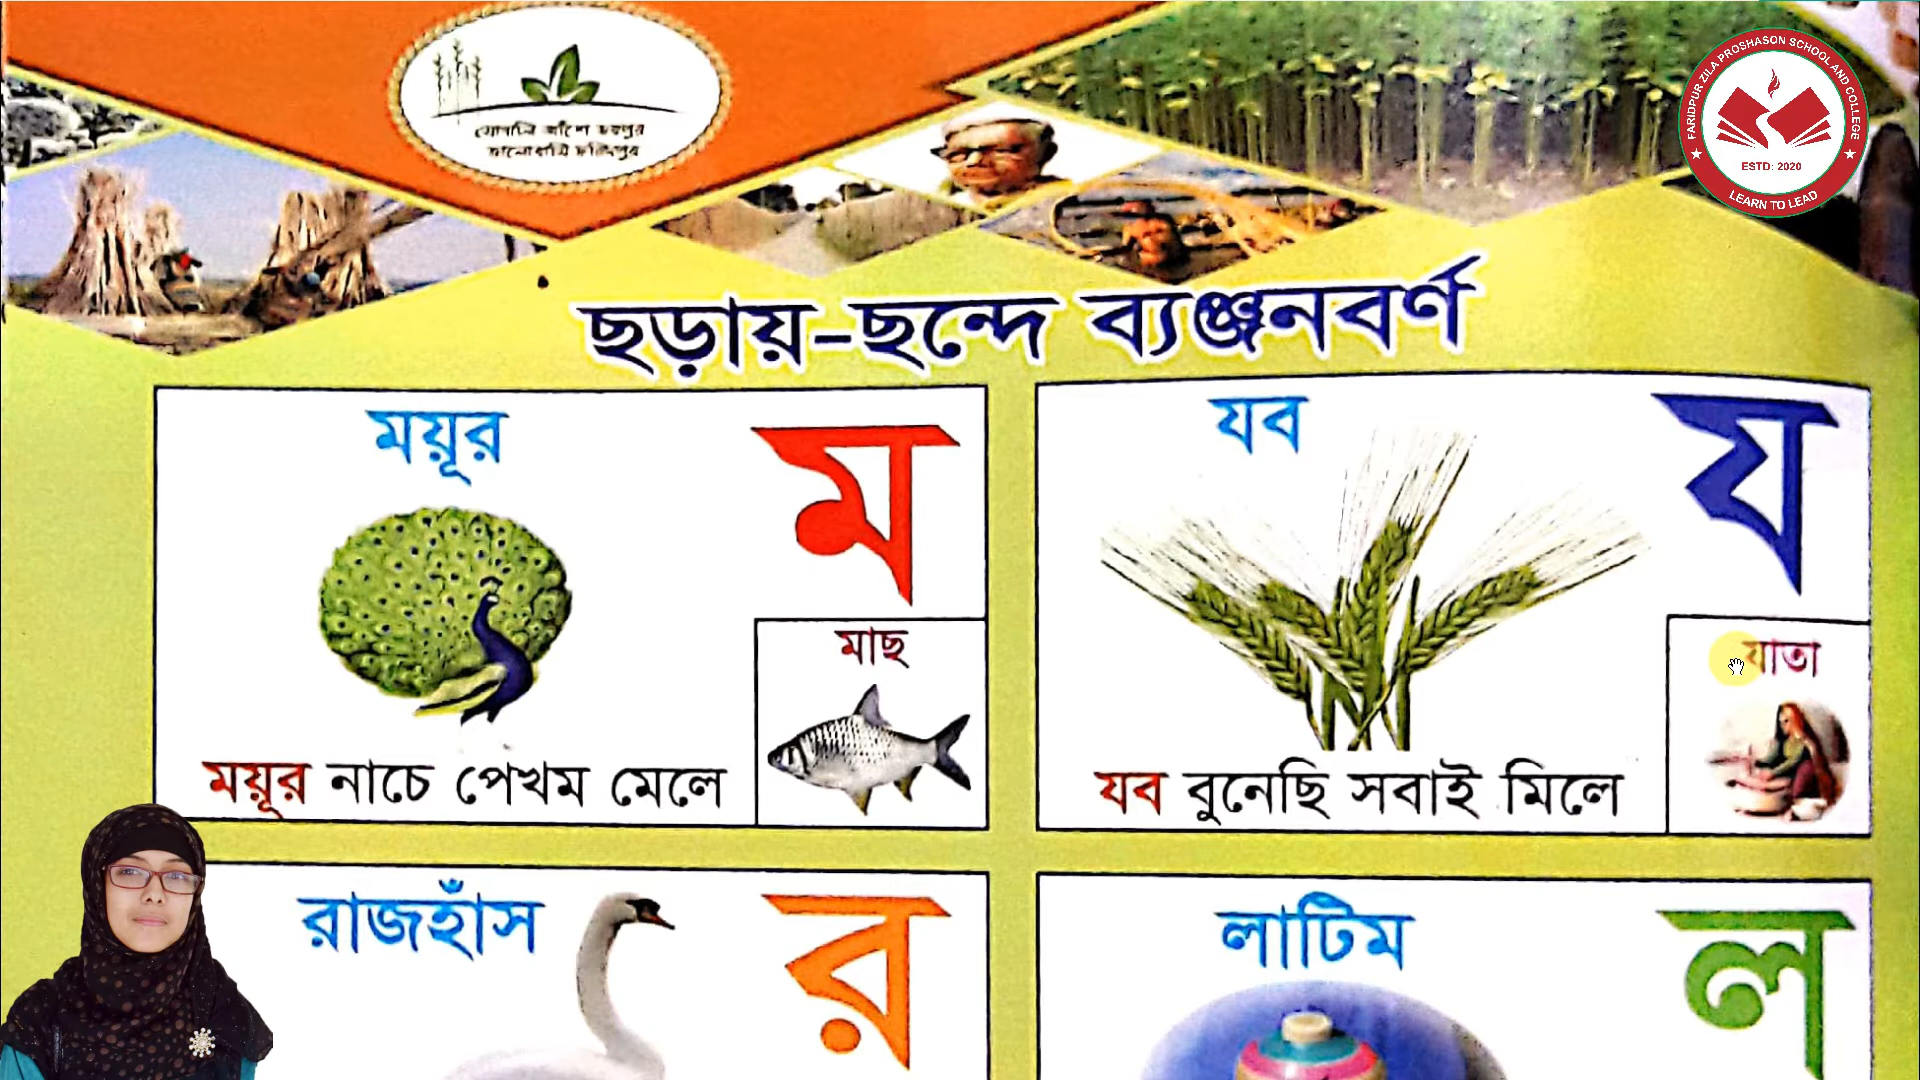 FARIDPUR ZILA PROSHASON SCHOOL AND COLLEGE
ESTD: 2020
LEARN TO LEAD
ছড়ায়-ছন্দে ব্যঞ্জনবর্ণ
ময়ূর
ম
মাছ
ময়ূর নাচে পেখম মেলে
যব
য
যাতা
যব বুনেছি সবাই মিলে
রাজহাঁস
র
লাটিম
ল